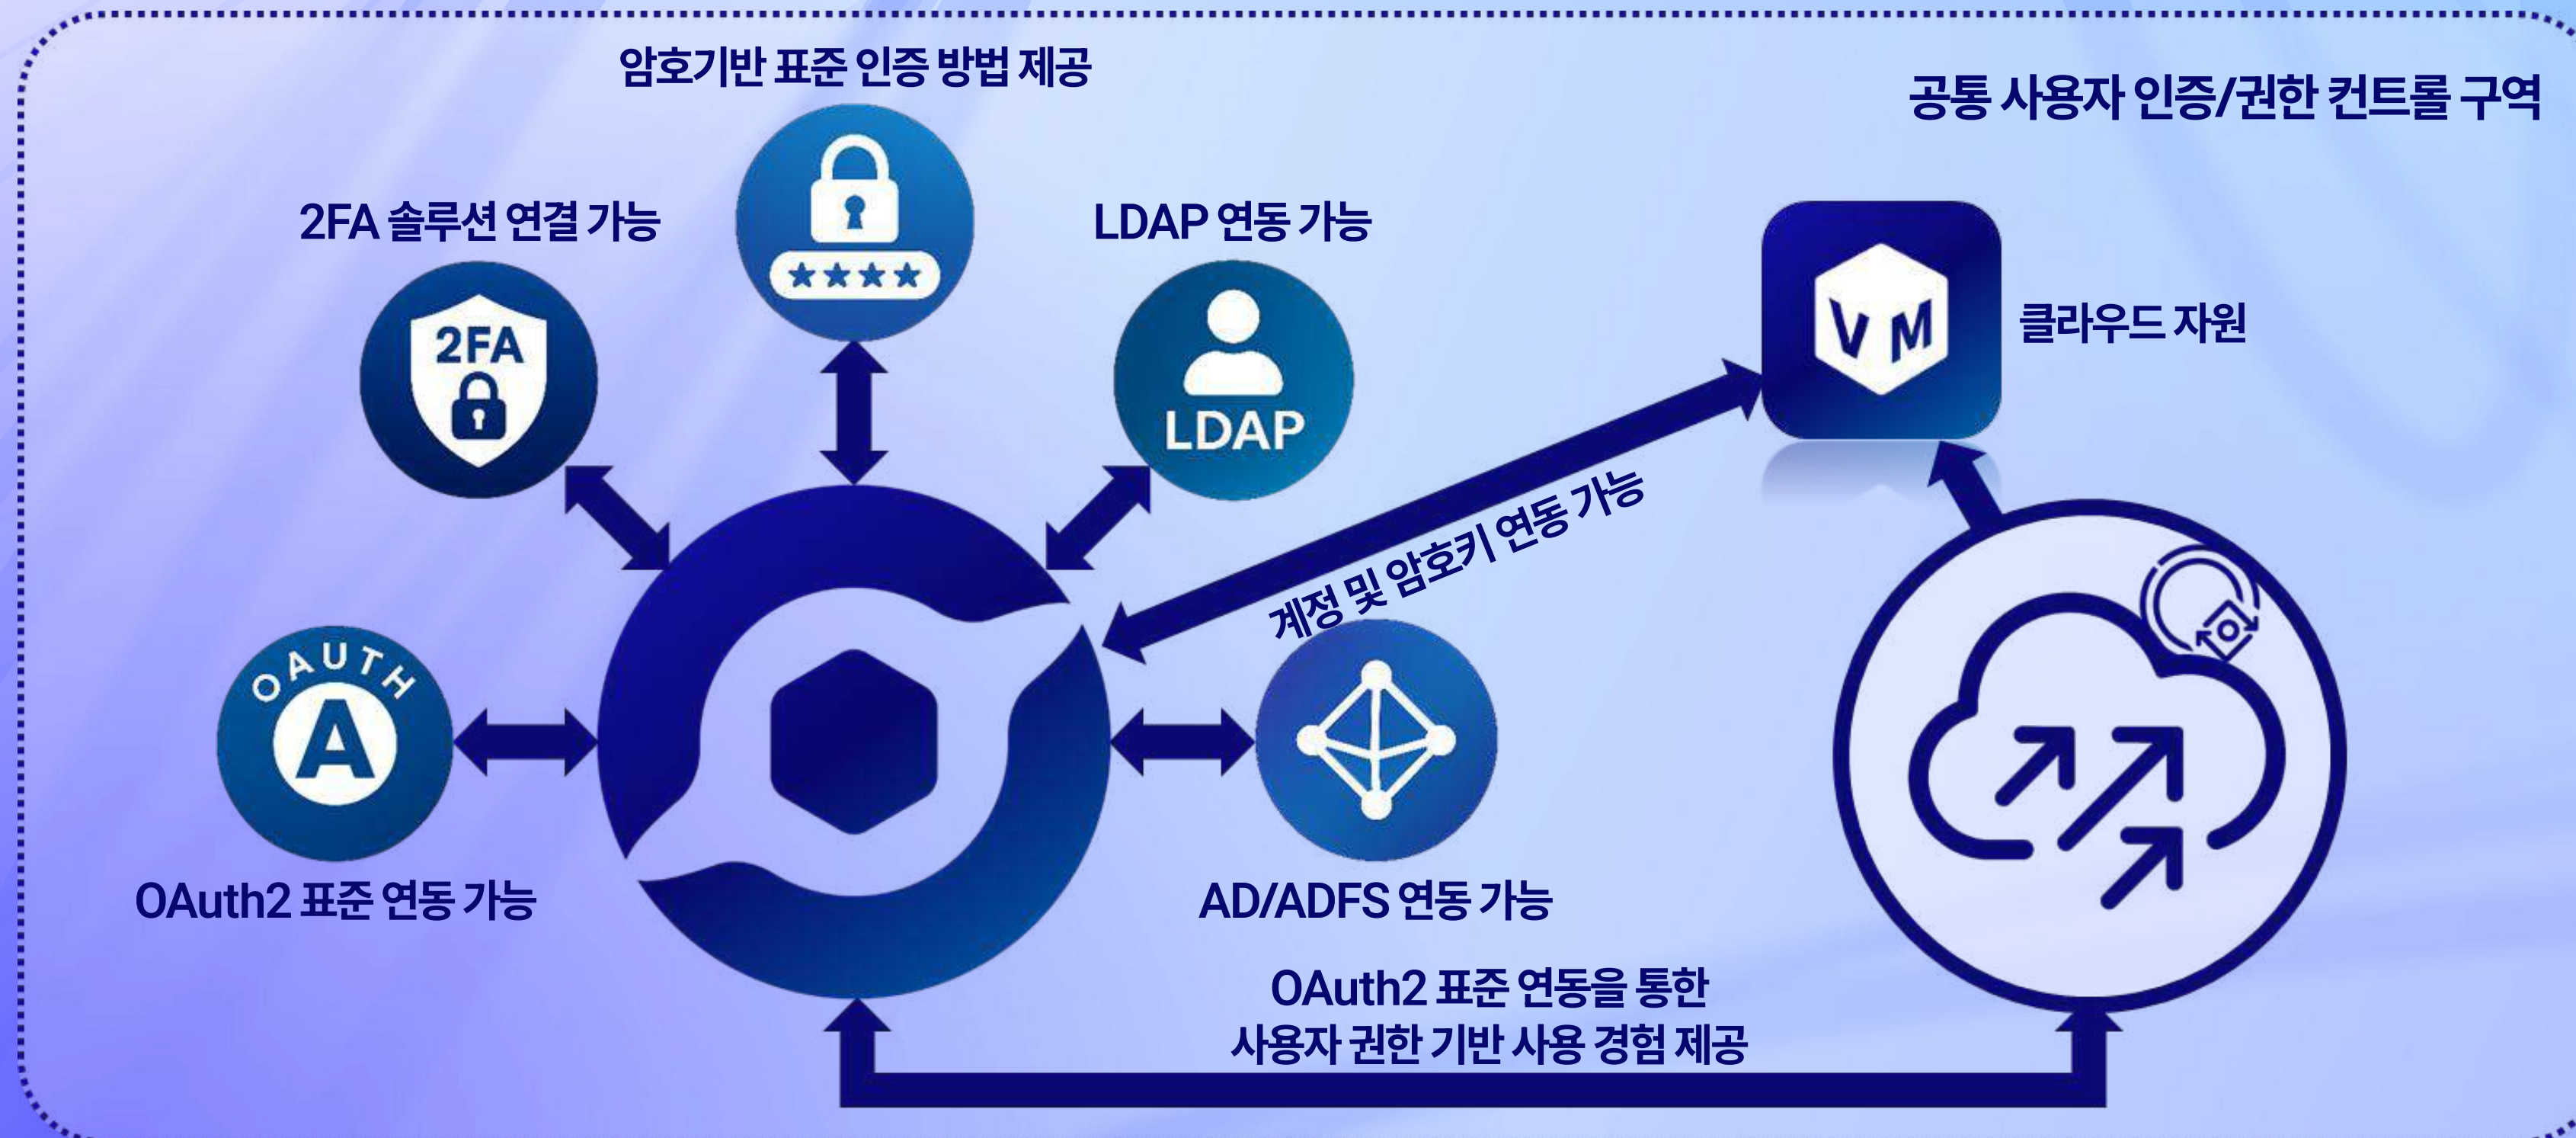 암호기반 표준 인증 방법 제공
공통 사용자 인증/권한 컨트롤 구역
2FA 솔루션 연결 가능
LDAP 연동 가능
★★★★
2FA
LDAP
VM
클라우드 자원
계정 및 암호키 연동 가능
OAUTH
A
OAuth2 표준 연동 가능
AD/ADFS 연동 가능
OAuth2 표준 연동을 통한
사용자 권한 기반 사용 경험 제공